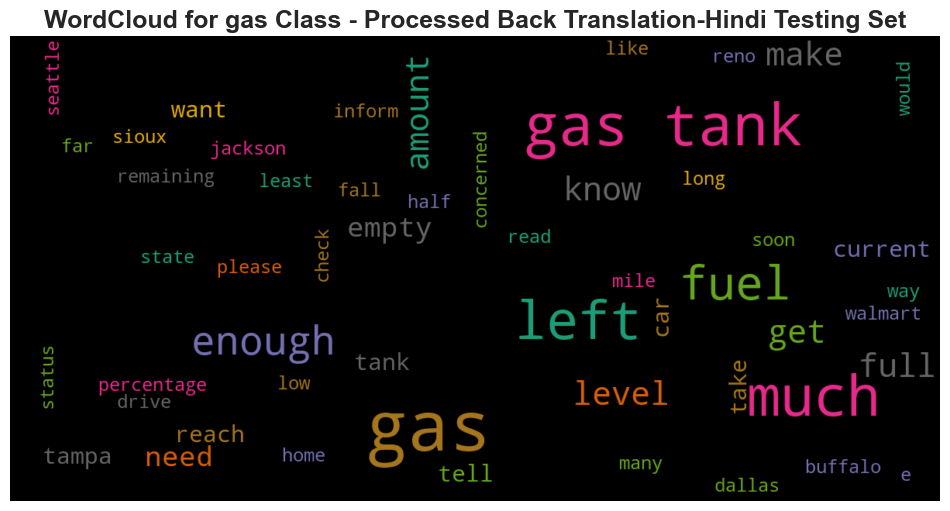 WordCloud for gas Class - Processed Back Translation-Hindi Testing Set
seattle
like
reno
make
would
want
inform
amount
gas tank
far
sioux
jackson
concerned
remaining
least
fall
half
know
long
empty
read
soon
current
state
please
check
mile
fuel
way
left
car
walmart
enough
get
tank
full
status
percentage
low
level
take
much
drive
gas
reach
tampa
need
home
tell
many
buffalo
e
dallas